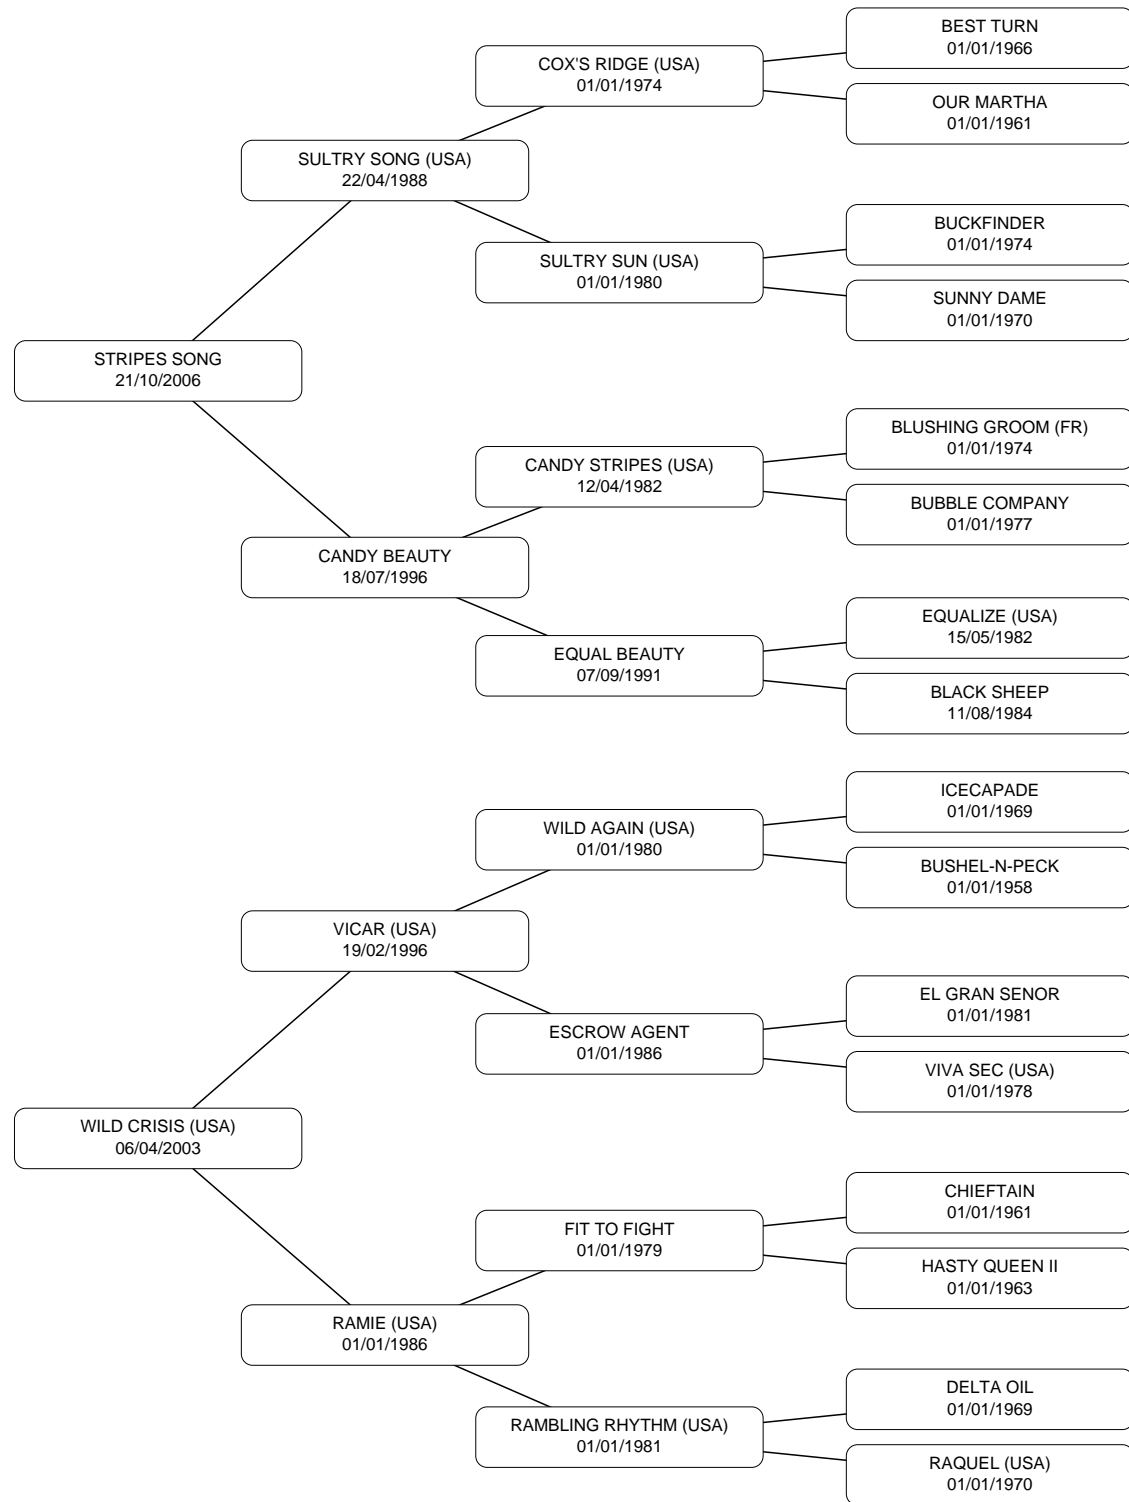 BEST TURN
01/01/1966
COX'S RIDGE (USA)
01/01/1974
OUR MARTHA
01/01/1961
SULTRY SONG (USA)
22/04/1988
BUCKFINDER
01/01/1974
SULTRY SUN (USA)
01/01/1980
SUNNY DAME
01/01/1970
STRIPES SONG
21/10/2006
BLUSHING GROOM (FR)
01/01/1974
CANDY STRIPES (USA)
12/04/1982
BUBBLE COMPANY
01/01/1977
CANDY BEAUTY
18/07/1996
EQUALIZE (USA)
15/05/1982
EQUAL BEAUTY
07/09/1991
BLACK SHEEP
11/08/1984
ICECAPADE
01/01/1969
WILD AGAIN (USA)
01/01/1980
BUSHEL-N-PECK
01/01/1958
VICAR (USA)
19/02/1996
EL GRAN SENOR
01/01/1981
ESCROW AGENT
01/01/1986
VIVA SEC (USA)
01/01/1978
WILD CRISIS (USA)
06/04/2003
CHIEFTAIN
01/01/1961
FIT TO FIGHT
01/01/1979
HASTY QUEEN II
01/01/1963
RAMIE (USA)
01/01/1986
DELTA OIL
01/01/1969
RAMBLING RHYTHM (USA)
01/01/1981
RAQUEL (USA)
01/01/1970